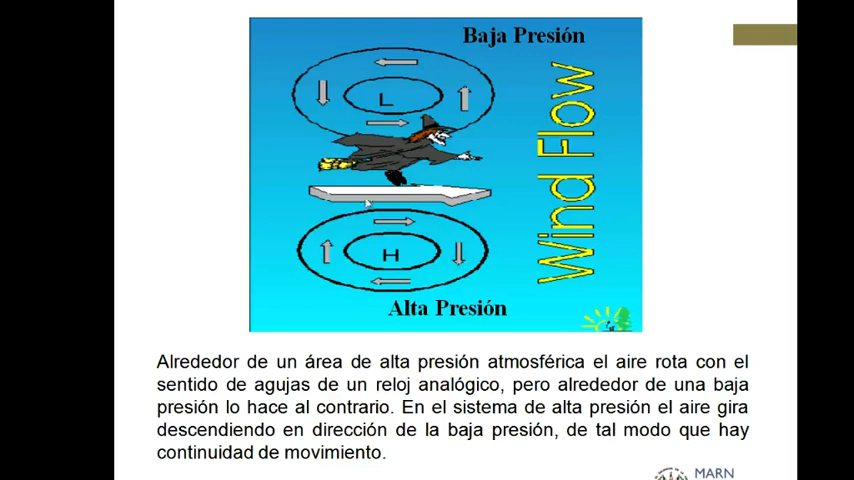 Baja Presión
L
Wind Flow
H
Alta Presión
Alrededor de un área de alta presión atmosférica el aire rota con el
sentido de agujas de un reloj analógico, pero alrededor de una baja
presión lo hace al contrario. En el sistema de alta presión el aire gira
descendiendo en dirección de la baja presión, de tal modo que hay
continuidad de movimiento.
MARN